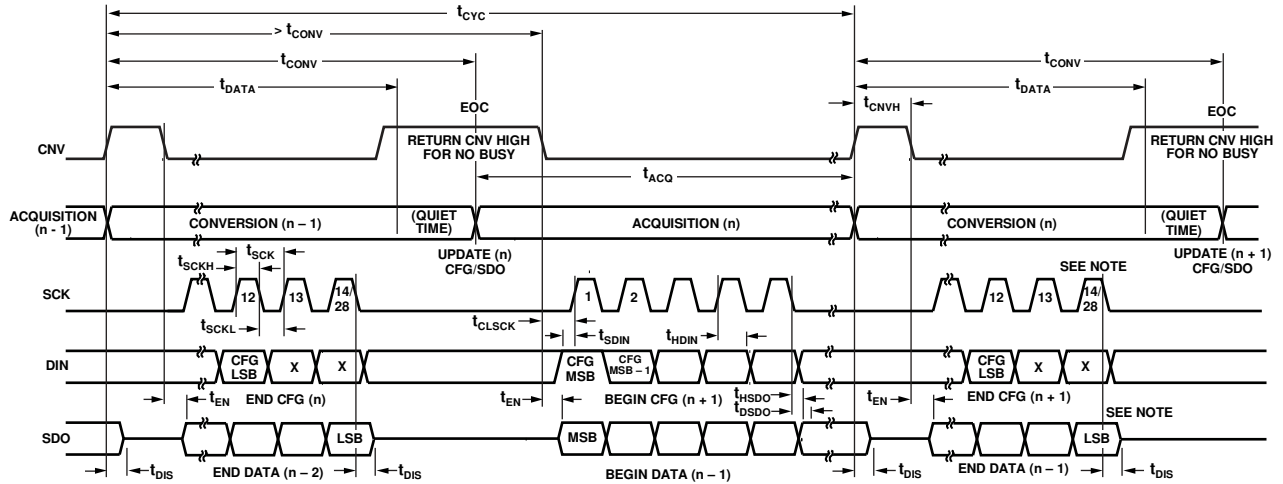 tCYC
> tCONV
tCONV
tCONV
tDATA
tDATA
tCNVH
EOC
EOC
CNV
RETURN CNV HIGH
FOR NO BUSY
RETURN CNV HIGH
FOR NO BUSY
tACQ
ACQUISITION
(n - 1)
CONVERSION (n – 1)
(QUIET
TIME)
ACQUISITION (n)
CONVERSION (n)
(QUIET
TIME)
UPDATE (n)
CFG/SDO
UPDATE (n + 1)
CFG/SDO
tSCK
tSCKH
SEE NOTE
SCK
12
13
14/
28
1
2
12
13
14/
28
tSCKL
tCLSCK
tSDIN
tHDIN
DIN
CFG
LSB
X
X
CFG
MSB
CFG
MSB – 1
CFG
LSB
X
X
tEN
END CFG (n)
tEN
BEGIN CFG (n + 1)
tHSDO
tDSDO
tEN
END CFG (n + 1)
SEE NOTE
SDO
LSB
MSB
LSB
tDIS
END DATA (n – 2)
tDIS
BEGIN DATA (n – 1)
tDIS
END DATA (n – 1)
tDIS